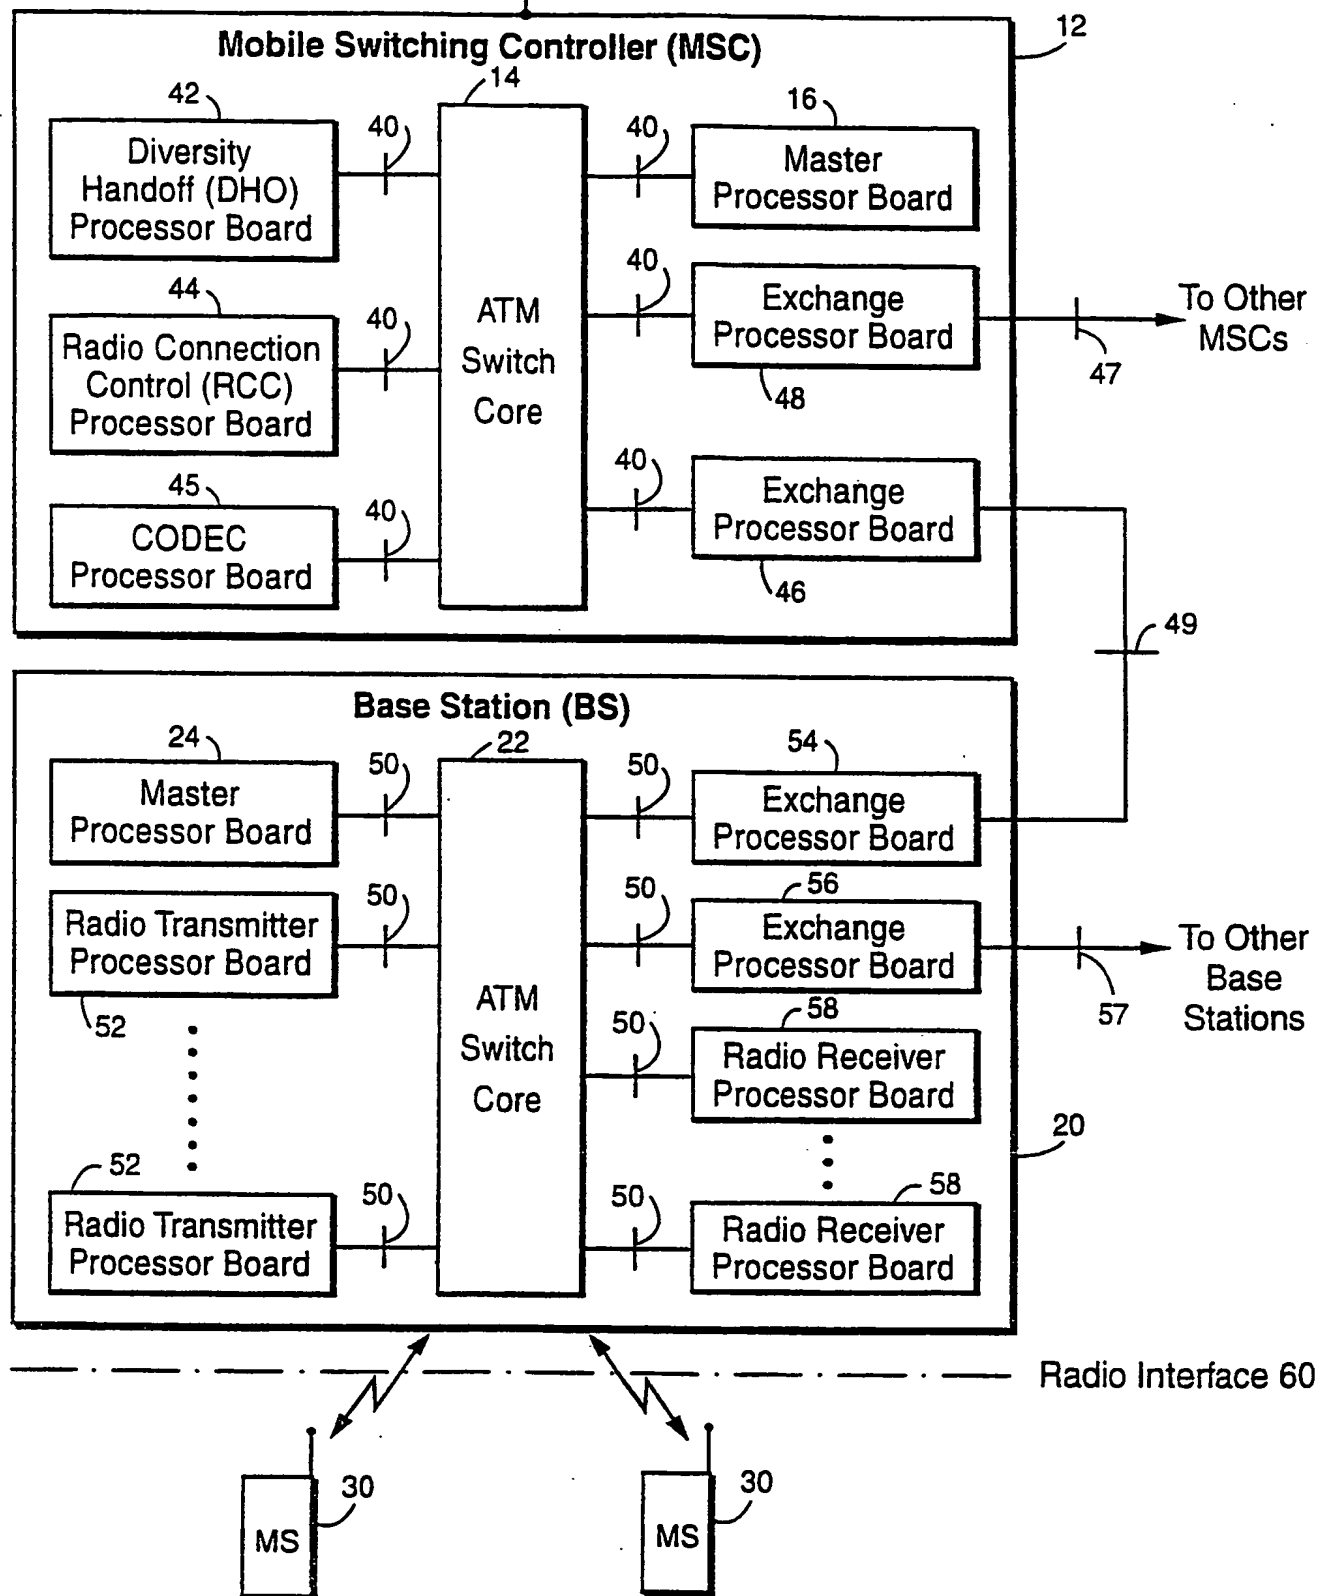 12
Mobile Switching Controller (MSC)
14
42
40
40
16
Diversity
Handoff (DHO)
Processor Board
Master
Processor Board
44
40
40
Exchange
Processor Board
48
To Other
MSCs
47
ATM
Switch
Core
Radio Connection
Control (RCC)
Processor Board
45
40
40
CODEC
Processor Board
Exchange
Processor Board
46
49
Base Station (BS)
24
50
22
50
54
Master
Processor Board
Exchange
Processor Board
50
50
56
Radio Transmitter
Processor Board
52
Exchange
Processor Board
To Other
Base
Stations
57
ATM
Switch
Core
50
58
Radio Receiver
Processor Board
20
52
50
50
58
Radio Transmitter
Processor Board
Radio Receiver
Processor Board
Radio Interface 60
30
MS
30
MS